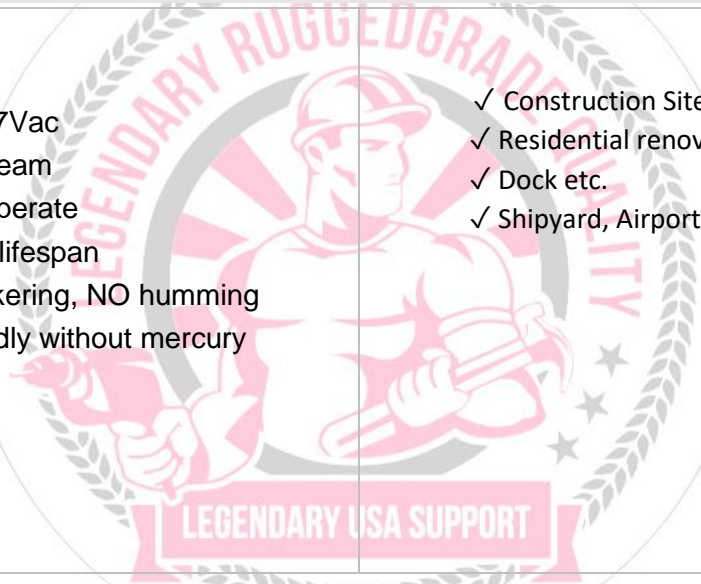 LEGENDARY RUGGEDGRADE QUALITY
7Vac
eam
perate
lifespan
kering, NO humming
dly without mercury
✓ Construction Site
✓ Residential renov
✓ Dock etc.
✓ Shipyard, Airport
LEGENDARY USA SUPPORT